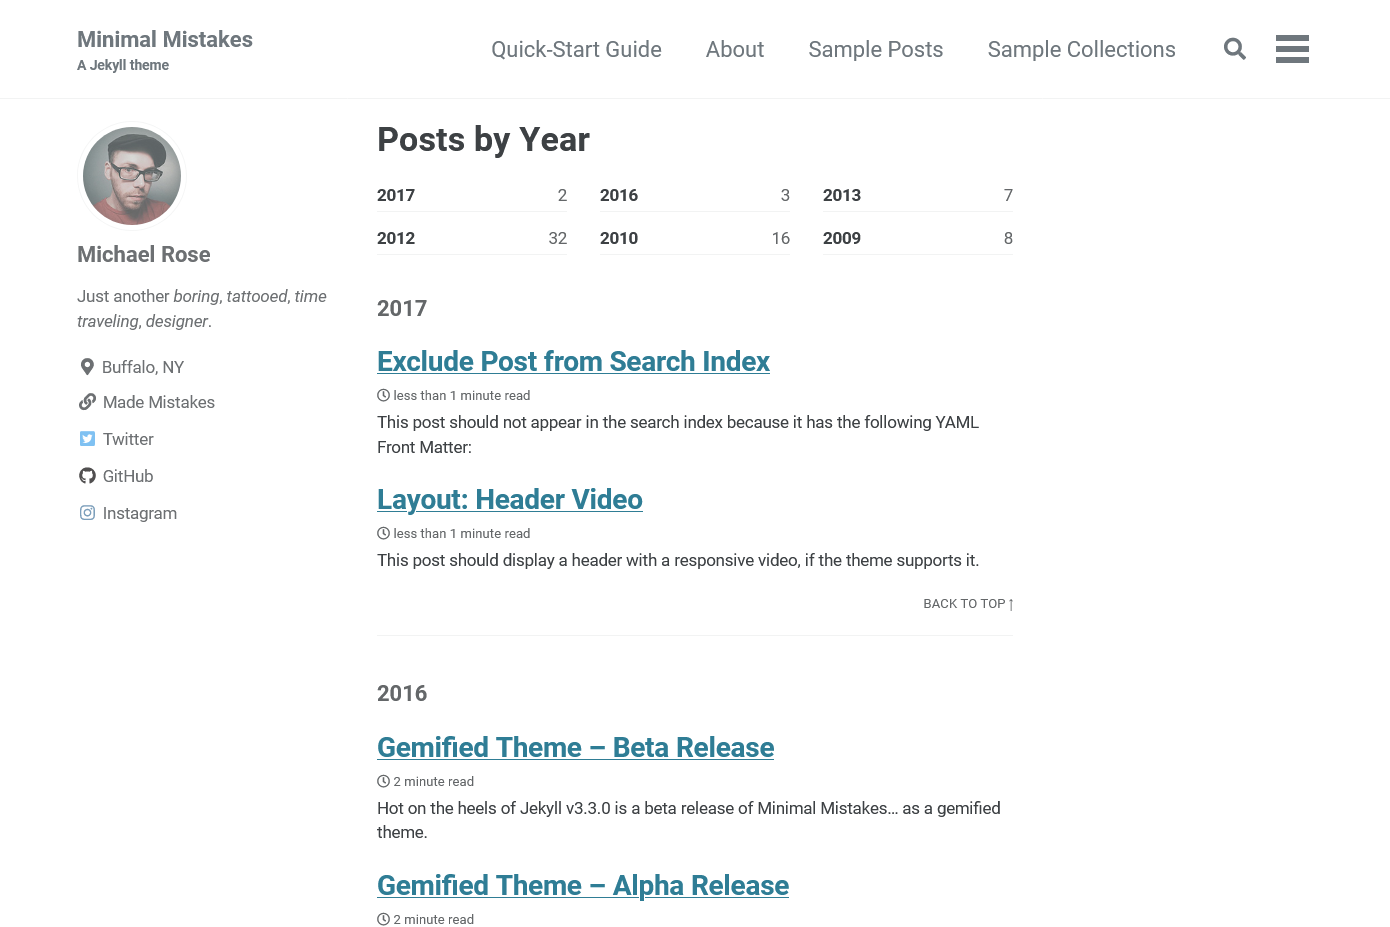 Minimal Mistakes
A Jekyll theme
Quick-Start Guide
About
Sample Posts
Sample Collections
Michael Rose
Just another boring, tattooed, time
traveling, designer.
Buffalo, NY
Made Mistakes
Twitter
GitHub
Instagram
Posts by Year
2017 2
2016 3
2013 7
2012 32
2010 16
2009 8
2017
Exclude Post from Search Index
less than 1 minute read
This post should not appear in the search index because it has the following YAML
Front Matter:
Layout: Header Video
less than 1 minute read
This post should display a header with a responsive video, if the theme supports it.
BACK TO TOP ↑
2016
Gemified Theme – Beta Release
2 minute read
Hot on the heels of Jekyll v3.3.0 is a beta release of Minimal Mistakes… as a gemified
theme.
Gemified Theme – Alpha Release
2 minute read